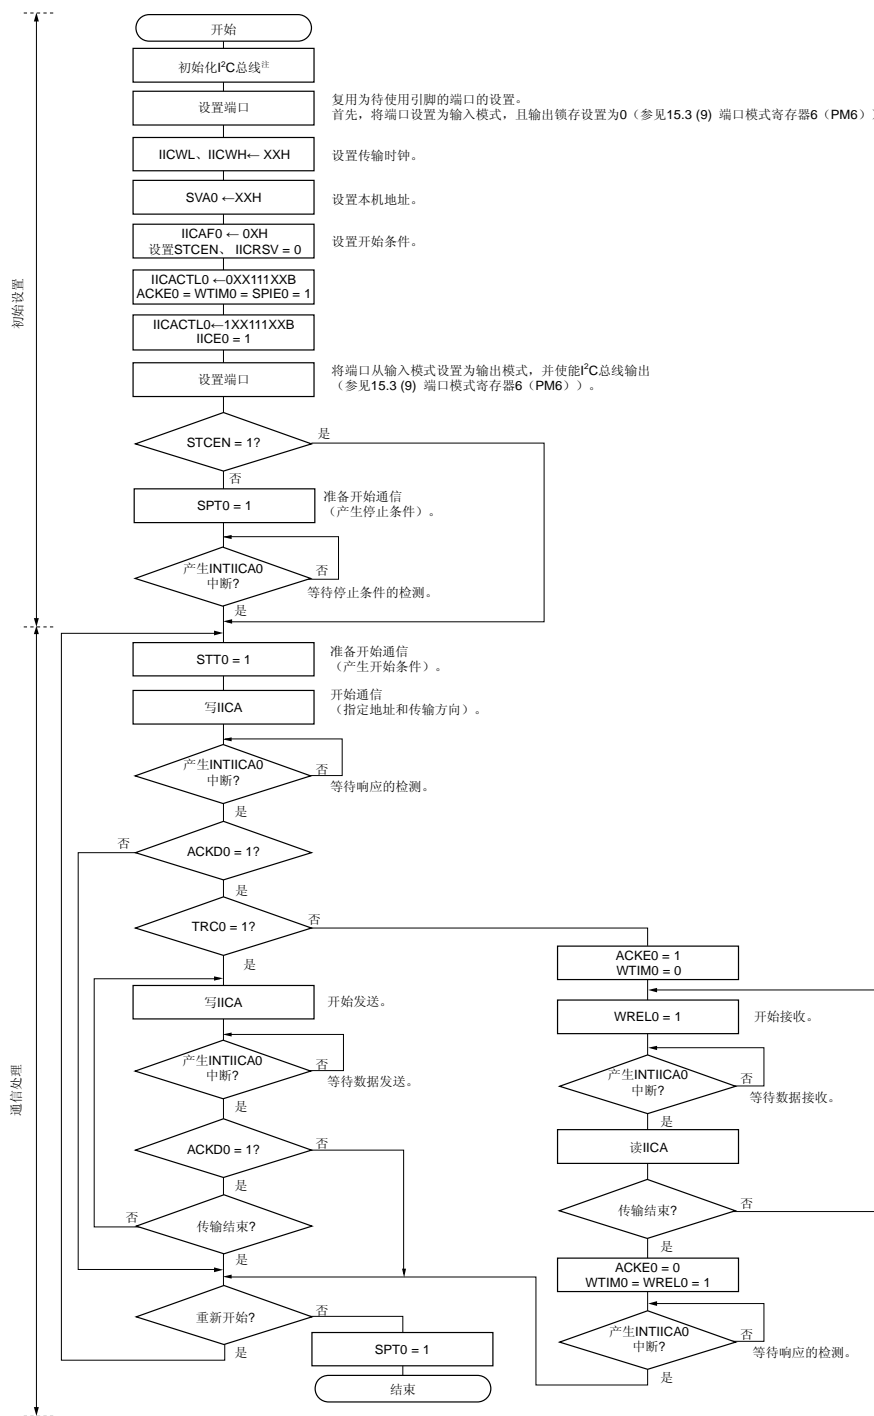 开始
初始化I²C总线注
设置端口
复用为待使用引脚的端口的设置。
首先，将端口设置为输入模式，且输出锁存设置为0（参见15.3 (9) 端口模式寄存器6（PM6））
IICWL、IICWH← XXH
设置传输时钟。
SVA0 ←XXH
设置本机地址。
IICAF0 ← 0XH
设置STCEN、 IICRSV = 0
设置开始条件。
IICACTL0 ←0XX111XXB
ACKE0 = WTIM0 = SPIE0 = 1
初始设置
IICACTL0←1XX111XXB
IICE0 = 1
设置端口
将端口从输入模式设置为输出模式，并使能I²C总线输出
（参见15.3 (9) 端口模式寄存器6（PM6））。
STCEN = 1?
是
否
SPT0 = 1
准备开始通信
（产生停止条件）。
产生INTIICA0
中断?
否
等待停止条件的检测。
是
STT0 = 1
准备开始通信
（产生开始条件）。
写IICA
开始通信
（指定地址和传输方向）。
产生INTIICA0
中断?
否
等待响应的检测。
是
否
ACKD0 = 1?
是
TRC0 = 1?
否
是
写IICA
开始发送。
产生INTIICA0
中断?
否
等待数据发送。
是
通信处理
ACKD0 = 1?
否
是
否
传输结束?
是
重新开始?
否
是
SPT0 = 1
结束
ACKE0 = 1
WTIM0 = 0
WREL0 = 1
开始接收。
产生INTIICA0
中断?
否
等待数据接收。
是
读IICA
传输结束?
否
是
ACKE0 = 0
WTIM0 = WREL0 = 1
产生INTIICA0
中断?
否
等待响应的检测。
是